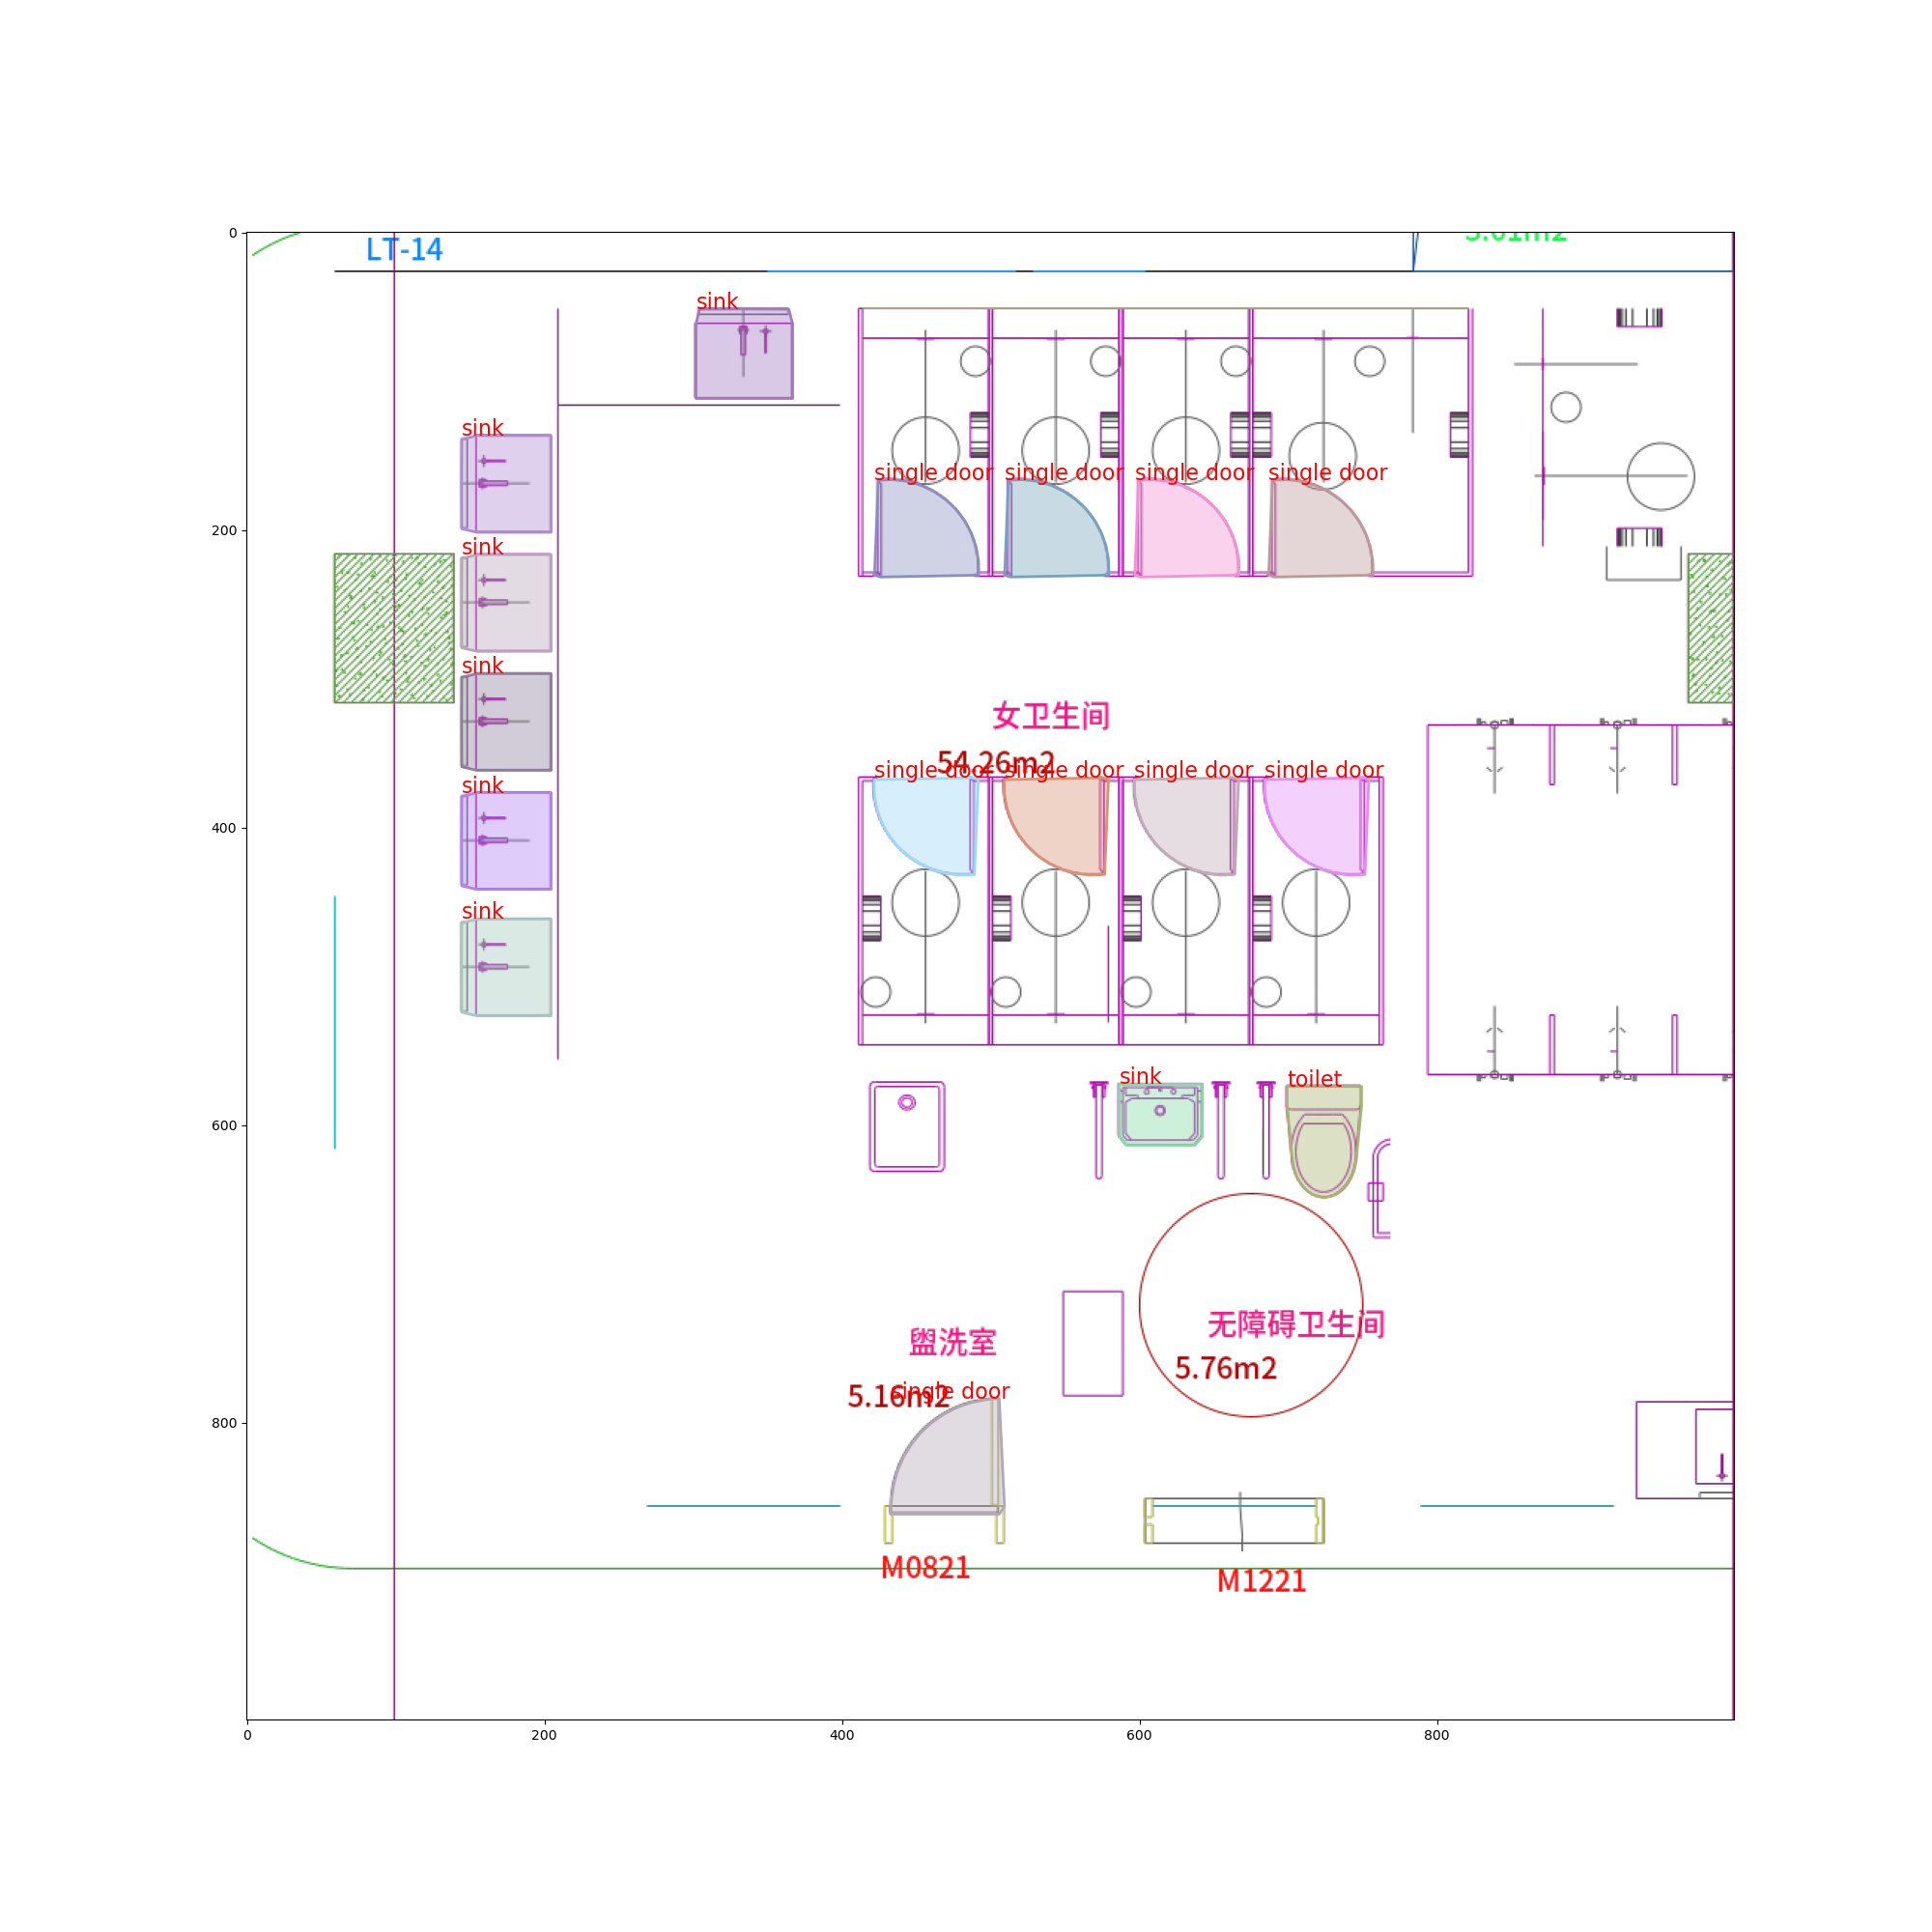 LT-14
sink
sink
single door single door single door single door
sink
sink
女卫生间
54.26m2
single door single door single door single door
sink
sink
sink
toilet
无障碍卫生间
盥洗室
5.76m2
5.16m2
single door
M0821
M1221
0
200
400
600
800
0 200 400 600 800